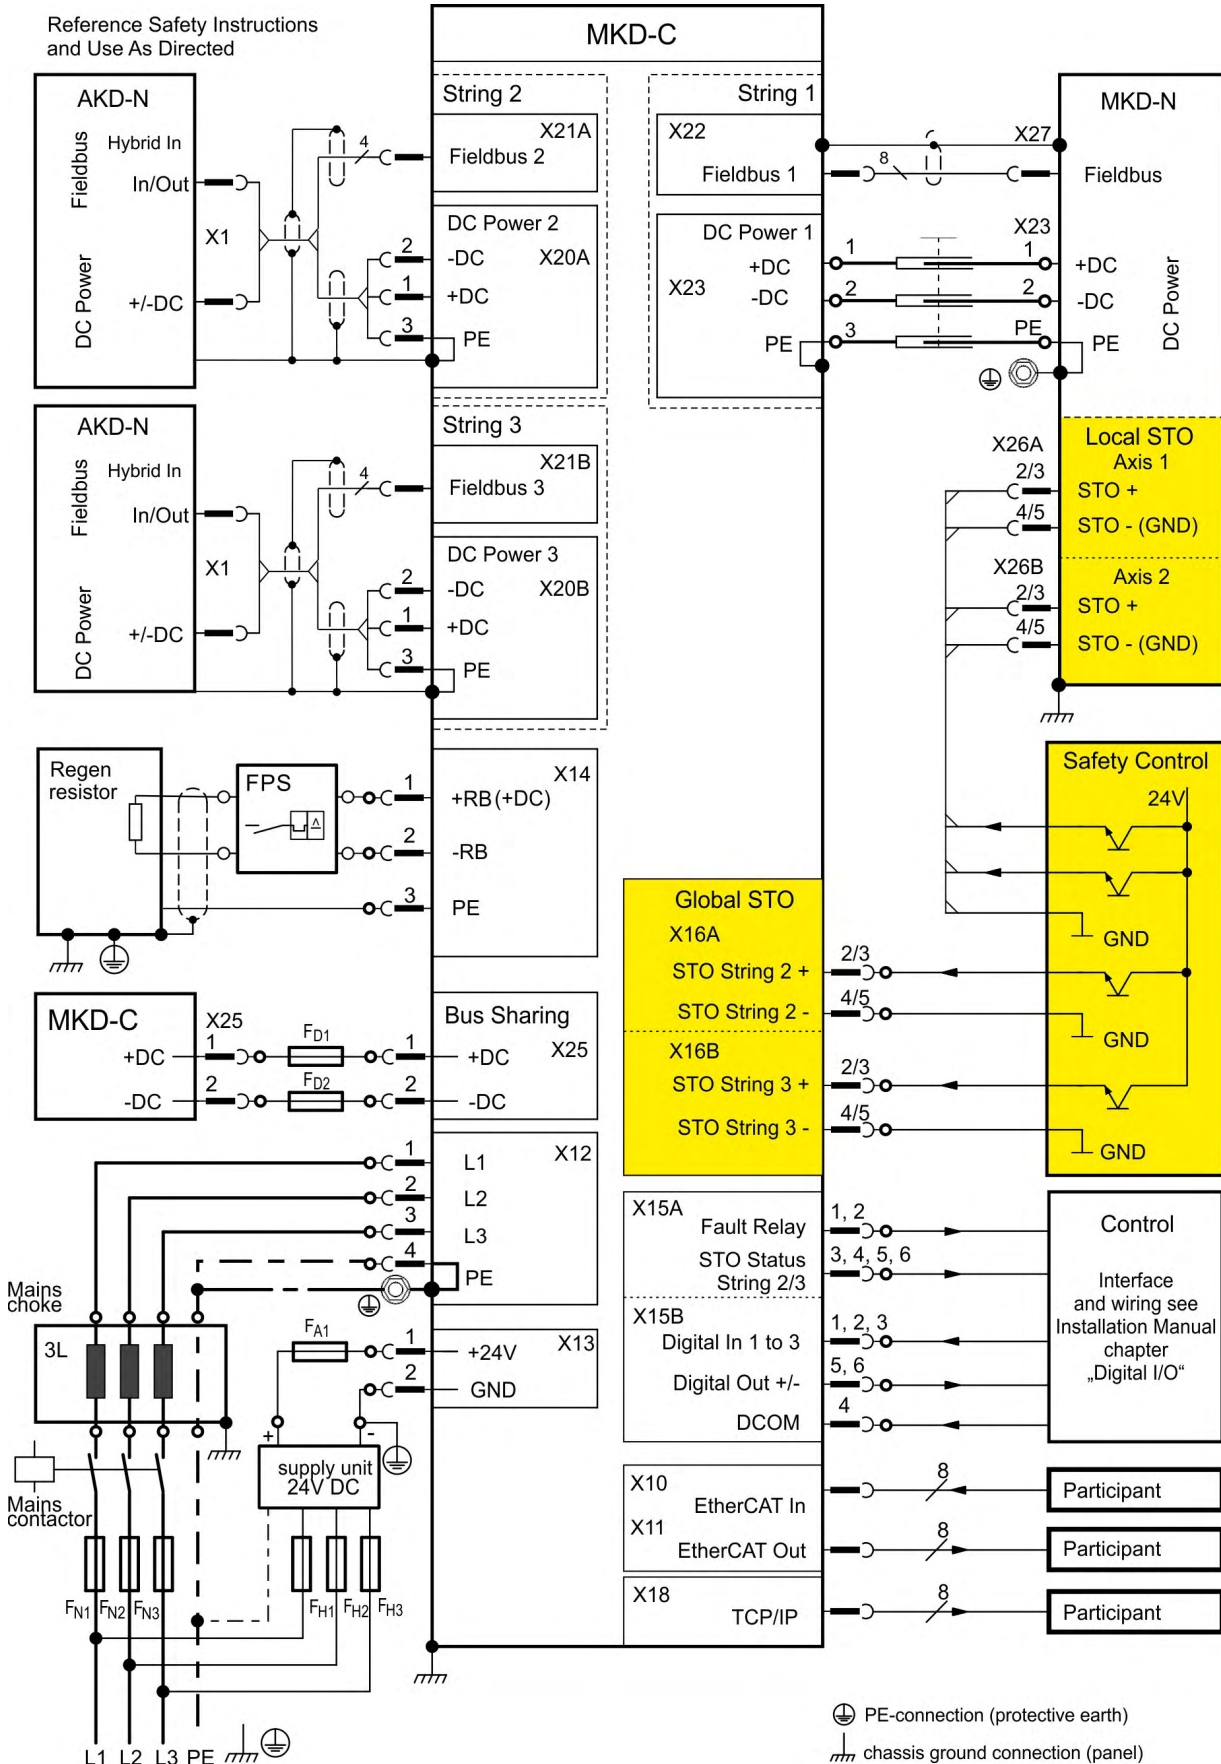 Reference Safety Instructions
and Use As Directed
MKD-C
AKD-N
Fieldbus
Hybrid In
In/Out
X1
DC Power
+/-DC
4
String 2
X21A
Fieldbus 2
DC Power 2
2
-DC
X20A
1
+DC
3
PE
String 1
X22
Fieldbus 1
8
DC Power 1
+DC
1
X23
-DC
2
PE
3
MKD-N
X27
Fieldbus
X23
1
+DC
2
-DC
PE
PE
DC Power
AKD-N
Fieldbus
Hybrid In
In/Out
X1
DC Power
+/-DC
4
String 3
X21B
Fieldbus 3
DC Power 3
2
-DC
X20B
1
+DC
3
PE
X26A
Local STO
Axis 1
2/3
STO +
4/5
STO - (GND)
X26B
Axis 2
2/3
STO +
4/5
STO - (GND)
Regen
resistor
FPS
X14
1
+RB (+DC)
2
-RB
3
PE
Safety Control
24V
GND
GND
GND
Global STO
X16A
STO String 2 +
2/3
STO String 2 -
4/5
X16B
STO String 3 +
2/3
STO String 3 -
4/5
MKD-C
X25
+DC
1
FD1
-DC
2
FD2
Bus Sharing
X25
1
+DC
2
-DC
X12
1
L1
2
L2
3
L3
4
PE
X15A
Fault Relay
1, 2
STO Status
String 2/3
3, 4, 5, 6
X15B
Digital In 1 to 3
1, 2, 3
Digital Out +/-
5, 6
DCOM
4
Control
Interface
and wiring see
Installation Manual
chapter
„Digital I/O“
Mains
choke
3L
FA1
X13
1
+24V
2
GND
+
-
supply unit
24V DC
Mains
contactor
FN1
FN2
FN3
FH1
FH2
FH3
X10
EtherCAT In
8
Participant
X11
EtherCAT Out
8
Participant
X18
TCP/IP
8
Participant
L1 L2 L3 PE
PE-connection (protective earth)
chassis ground connection (panel)